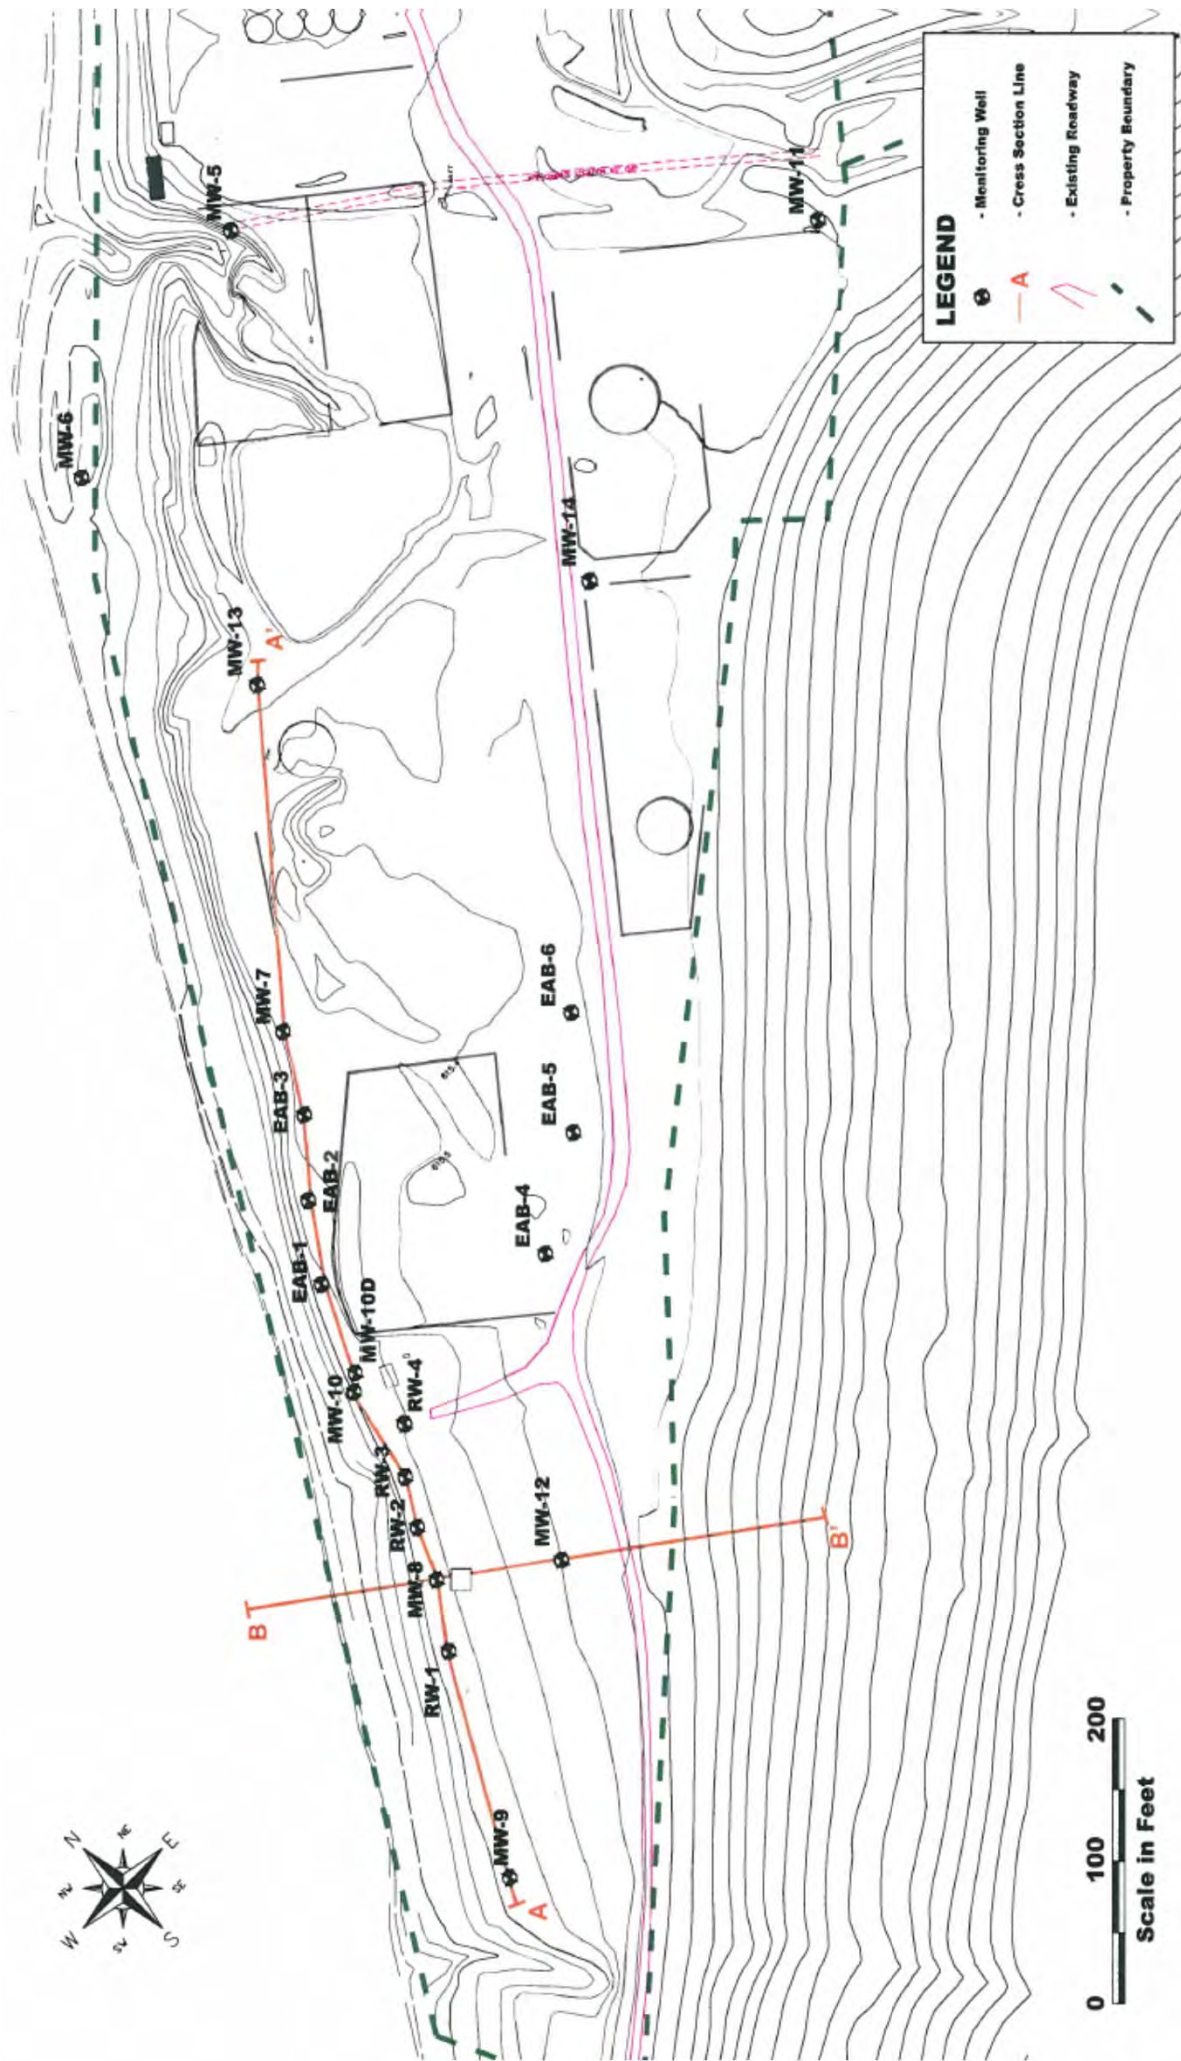 MW-5
MW-6
MW-11
MW-14
MW-13
A'
MW-7
EAB-6
EAB-3
EAB-5
EAB-2
EAB-4
EAB-1
MW-10D
MW-10
RW-4
RW-3
RW-2
MW-12
MW-8
B
B'
RW-1
MW-9
A
615.5
N
NE
E
SE
S
W
LEGEND
- Monitoring Well
A - Cross Section Line
- Existing Roadway
- Property Boundary
0 100 200
Scale in Feet